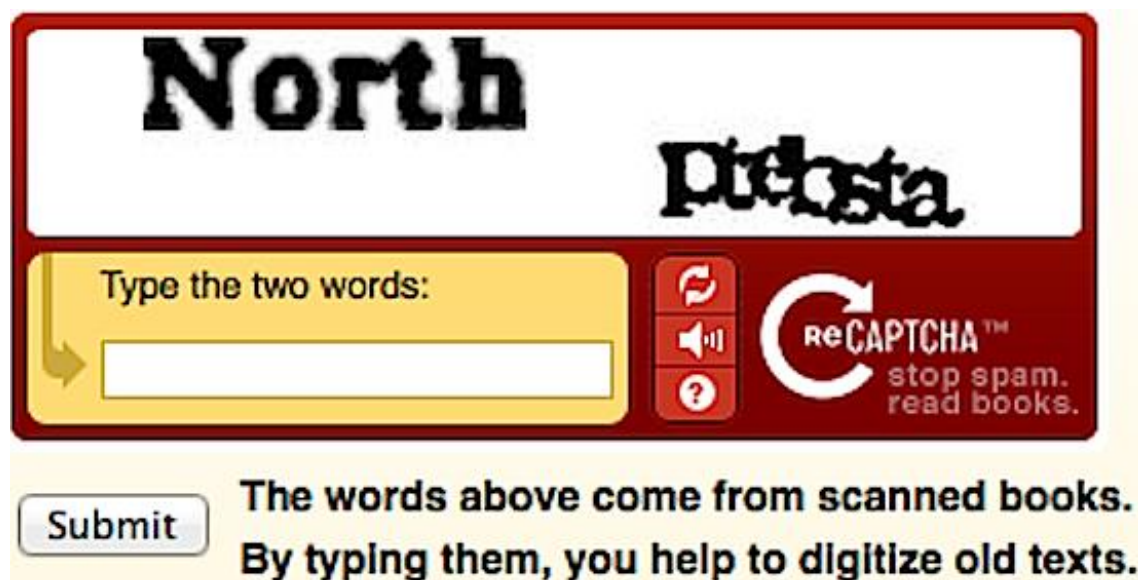 North
Type the two words:
?
ReCAPTCHA™
stop spam.
read books.
Submit
The words above come from scanned books.
By typing them, you help to digitize old texts.